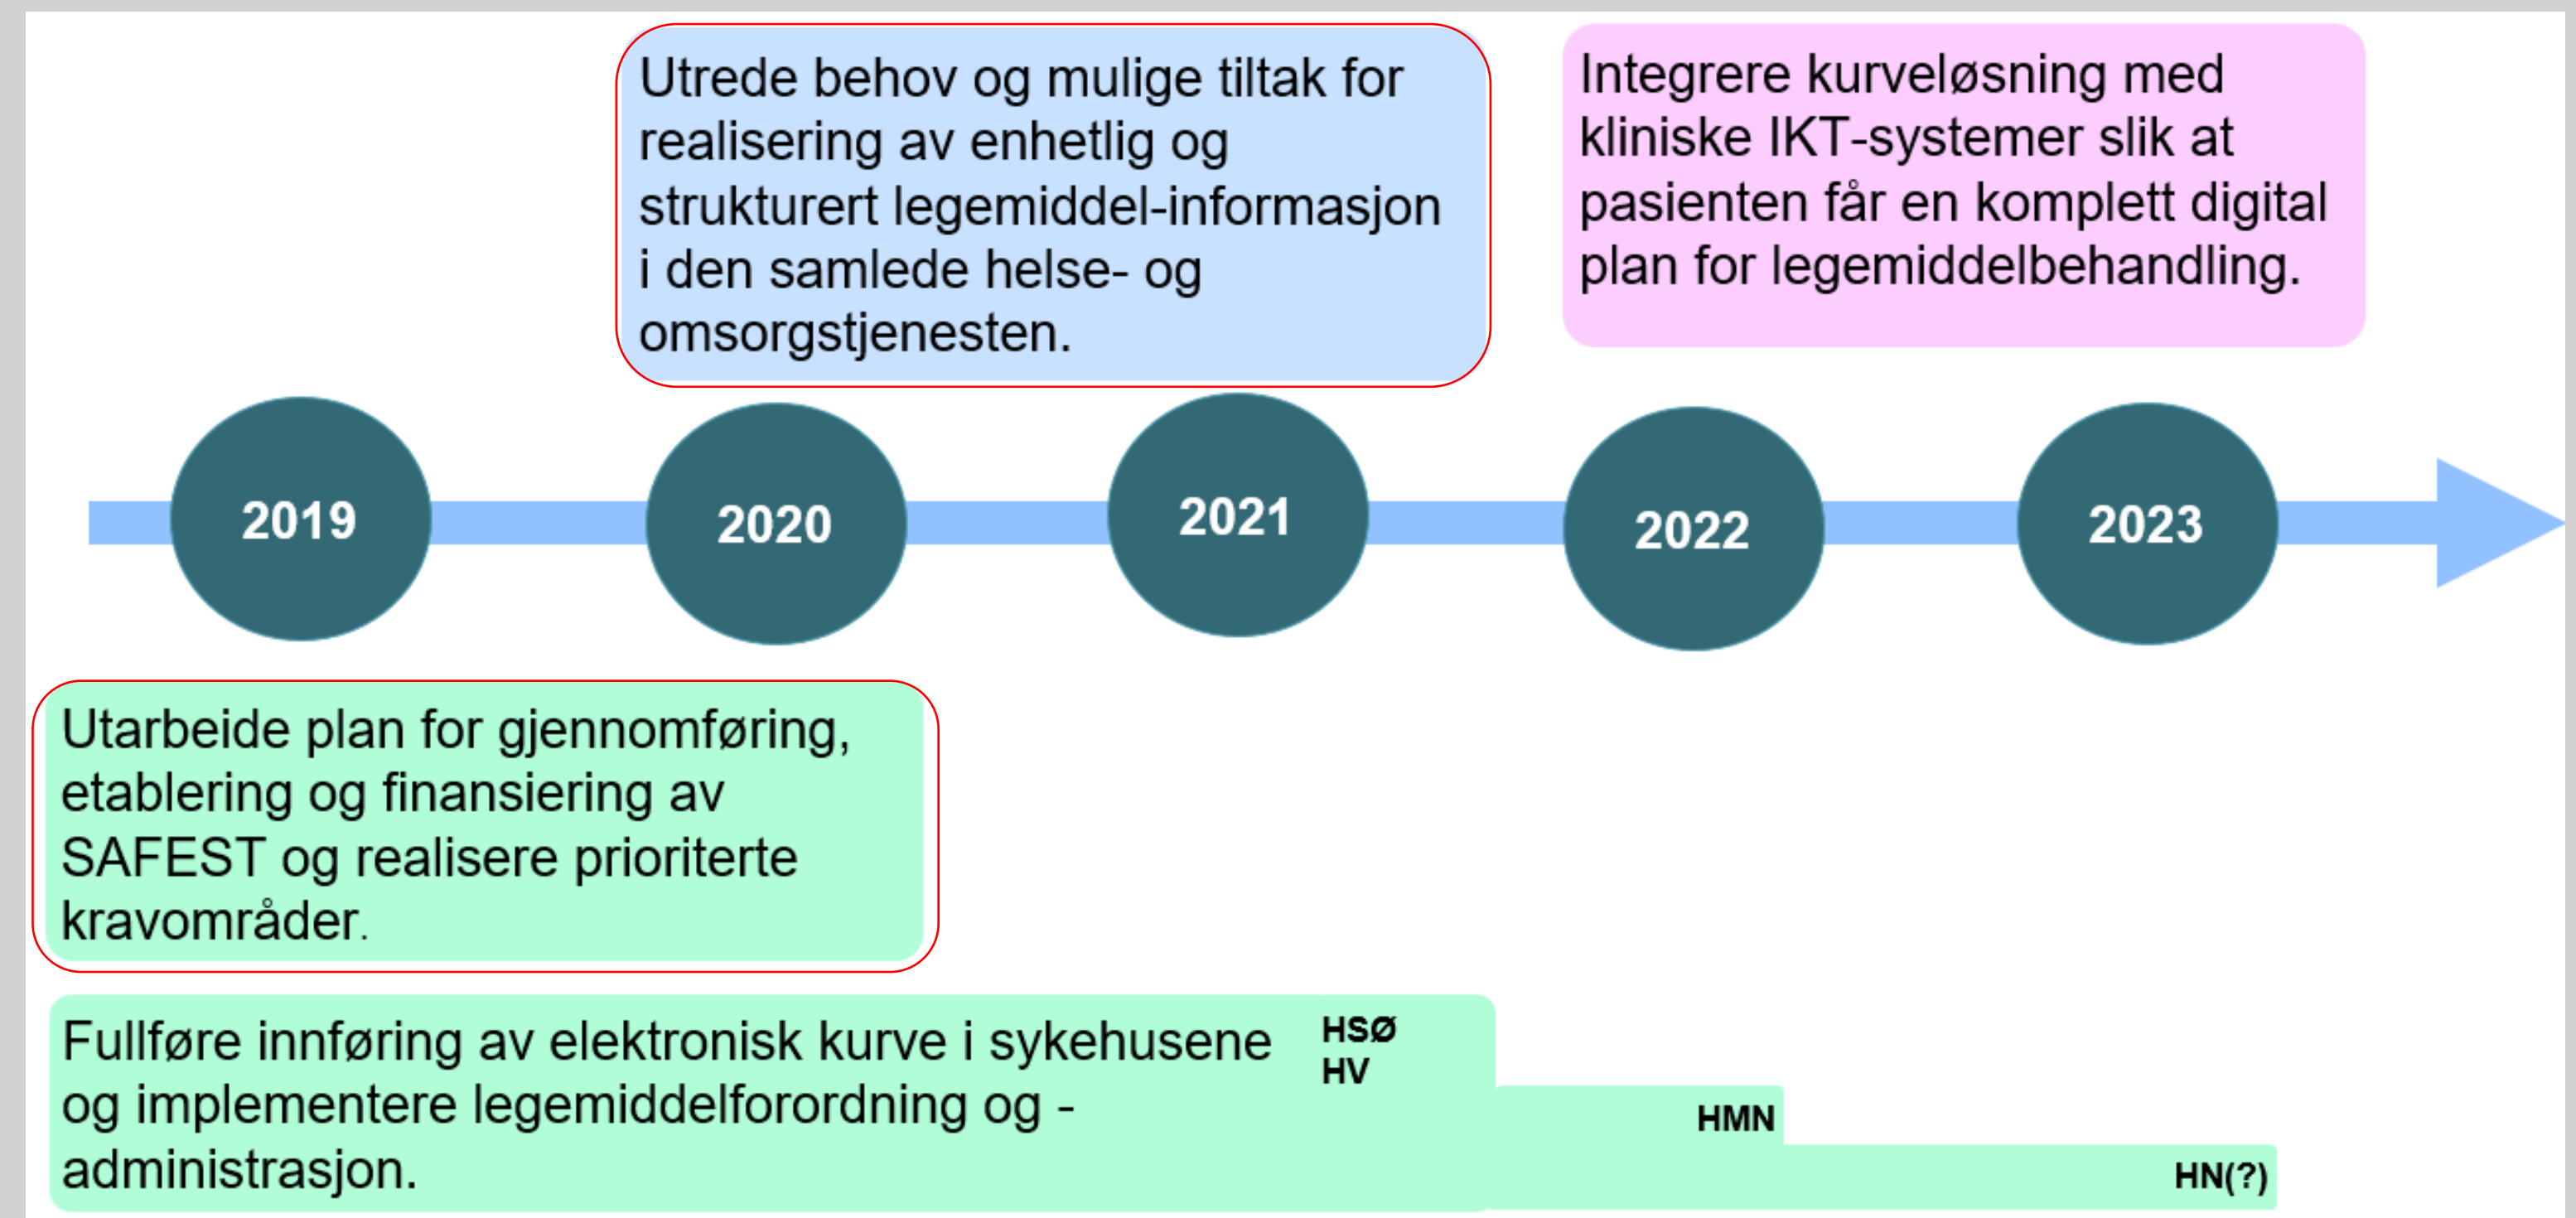 Utrede behov og mulige tiltak for
realisering av enhetlig og
strukturert legemiddel-informasjon
i den samlede helse- og
omsorgstjenesten.
Integrere kurveløsning med
kliniske IKT-systemer slik at
pasienten får en komplett digital
plan for legemiddelbehandling.
2019
2020
2021
2022
2023
Utarbeide plan for gjennomføring,
etablering og finansiering av
SAFEST og realisere prioriterte
kravområder.
Fullføre innføring av elektronisk kurve i sykehusene
og implementere legemiddelforordning og -
administrasjon.
HSØ
HV
HMN
HN(?)